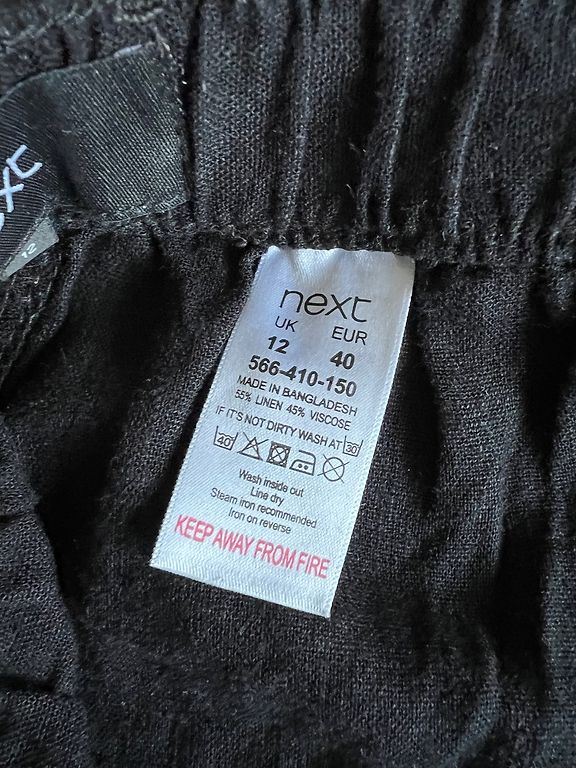 next
UK EUR
12 40
566-410-150
MADE IN BANGLADESH
55% LINEN 45% VISCOSE
IF IT'S NOT DIRTY WASH AT 30
40
Wash inside out
Line dry
Steam iron recommended
Iron on reverse
KEEP AWAY FROM FIRE
12